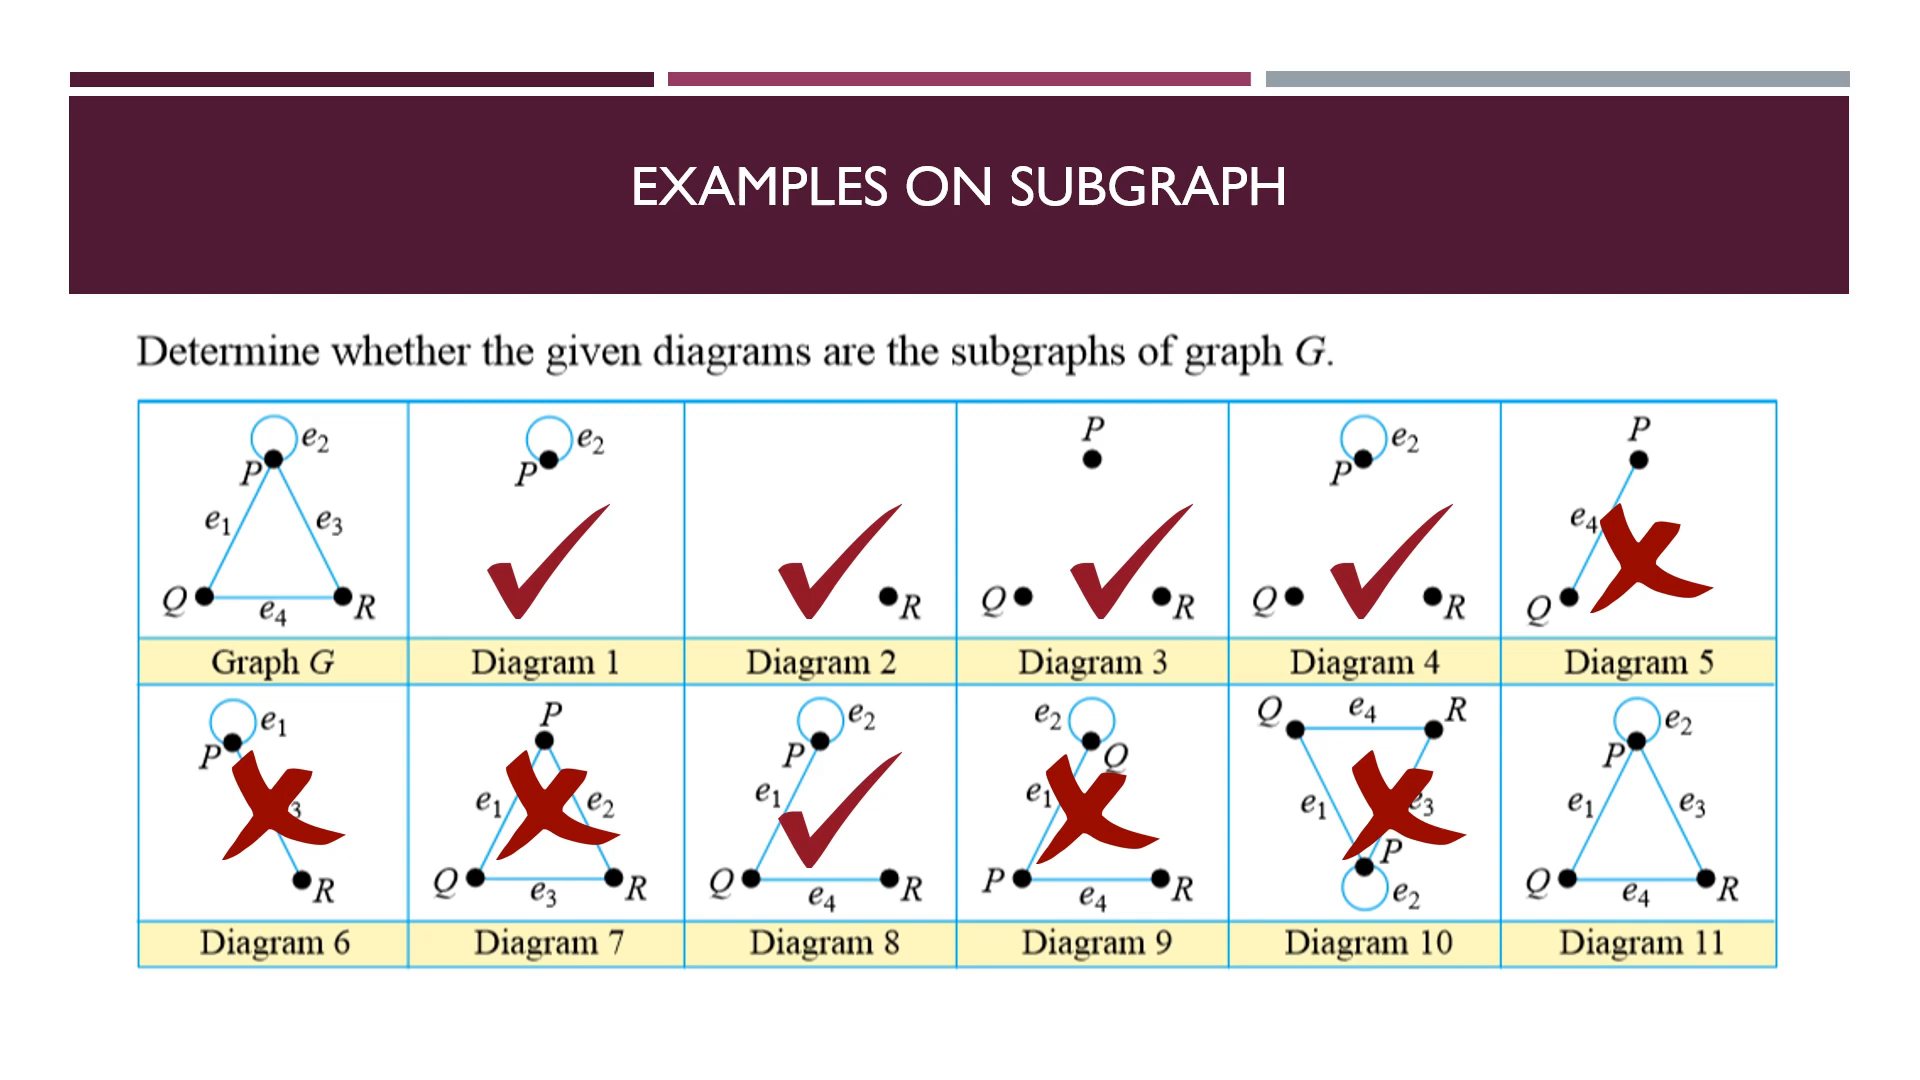 EXAMPLES ON SUBGRAPH
Determine whether the given diagrams are the subgraphs of graph G.
e₂
P
e₁ e₃
Q e₄ R
Graph G
e₂
P
Diagram 1
R
Diagram 2
P
Q R
Diagram 3
e₂
P
Q R
Diagram 4
P
e₄
Q
Diagram 5
e₁
P
3
R
Diagram 6
P
e₁ e₂
Q e₃ R
Diagram 7
e₂
P
e₁
Q e₄ R
Diagram 8
e₂
Q
e₁
P e₄ R
Diagram 9
Q e₄ R
e₁ e₃
P
e₂
Diagram 10
e₂
P
e₁ e₃
Q e₄ R
Diagram 11